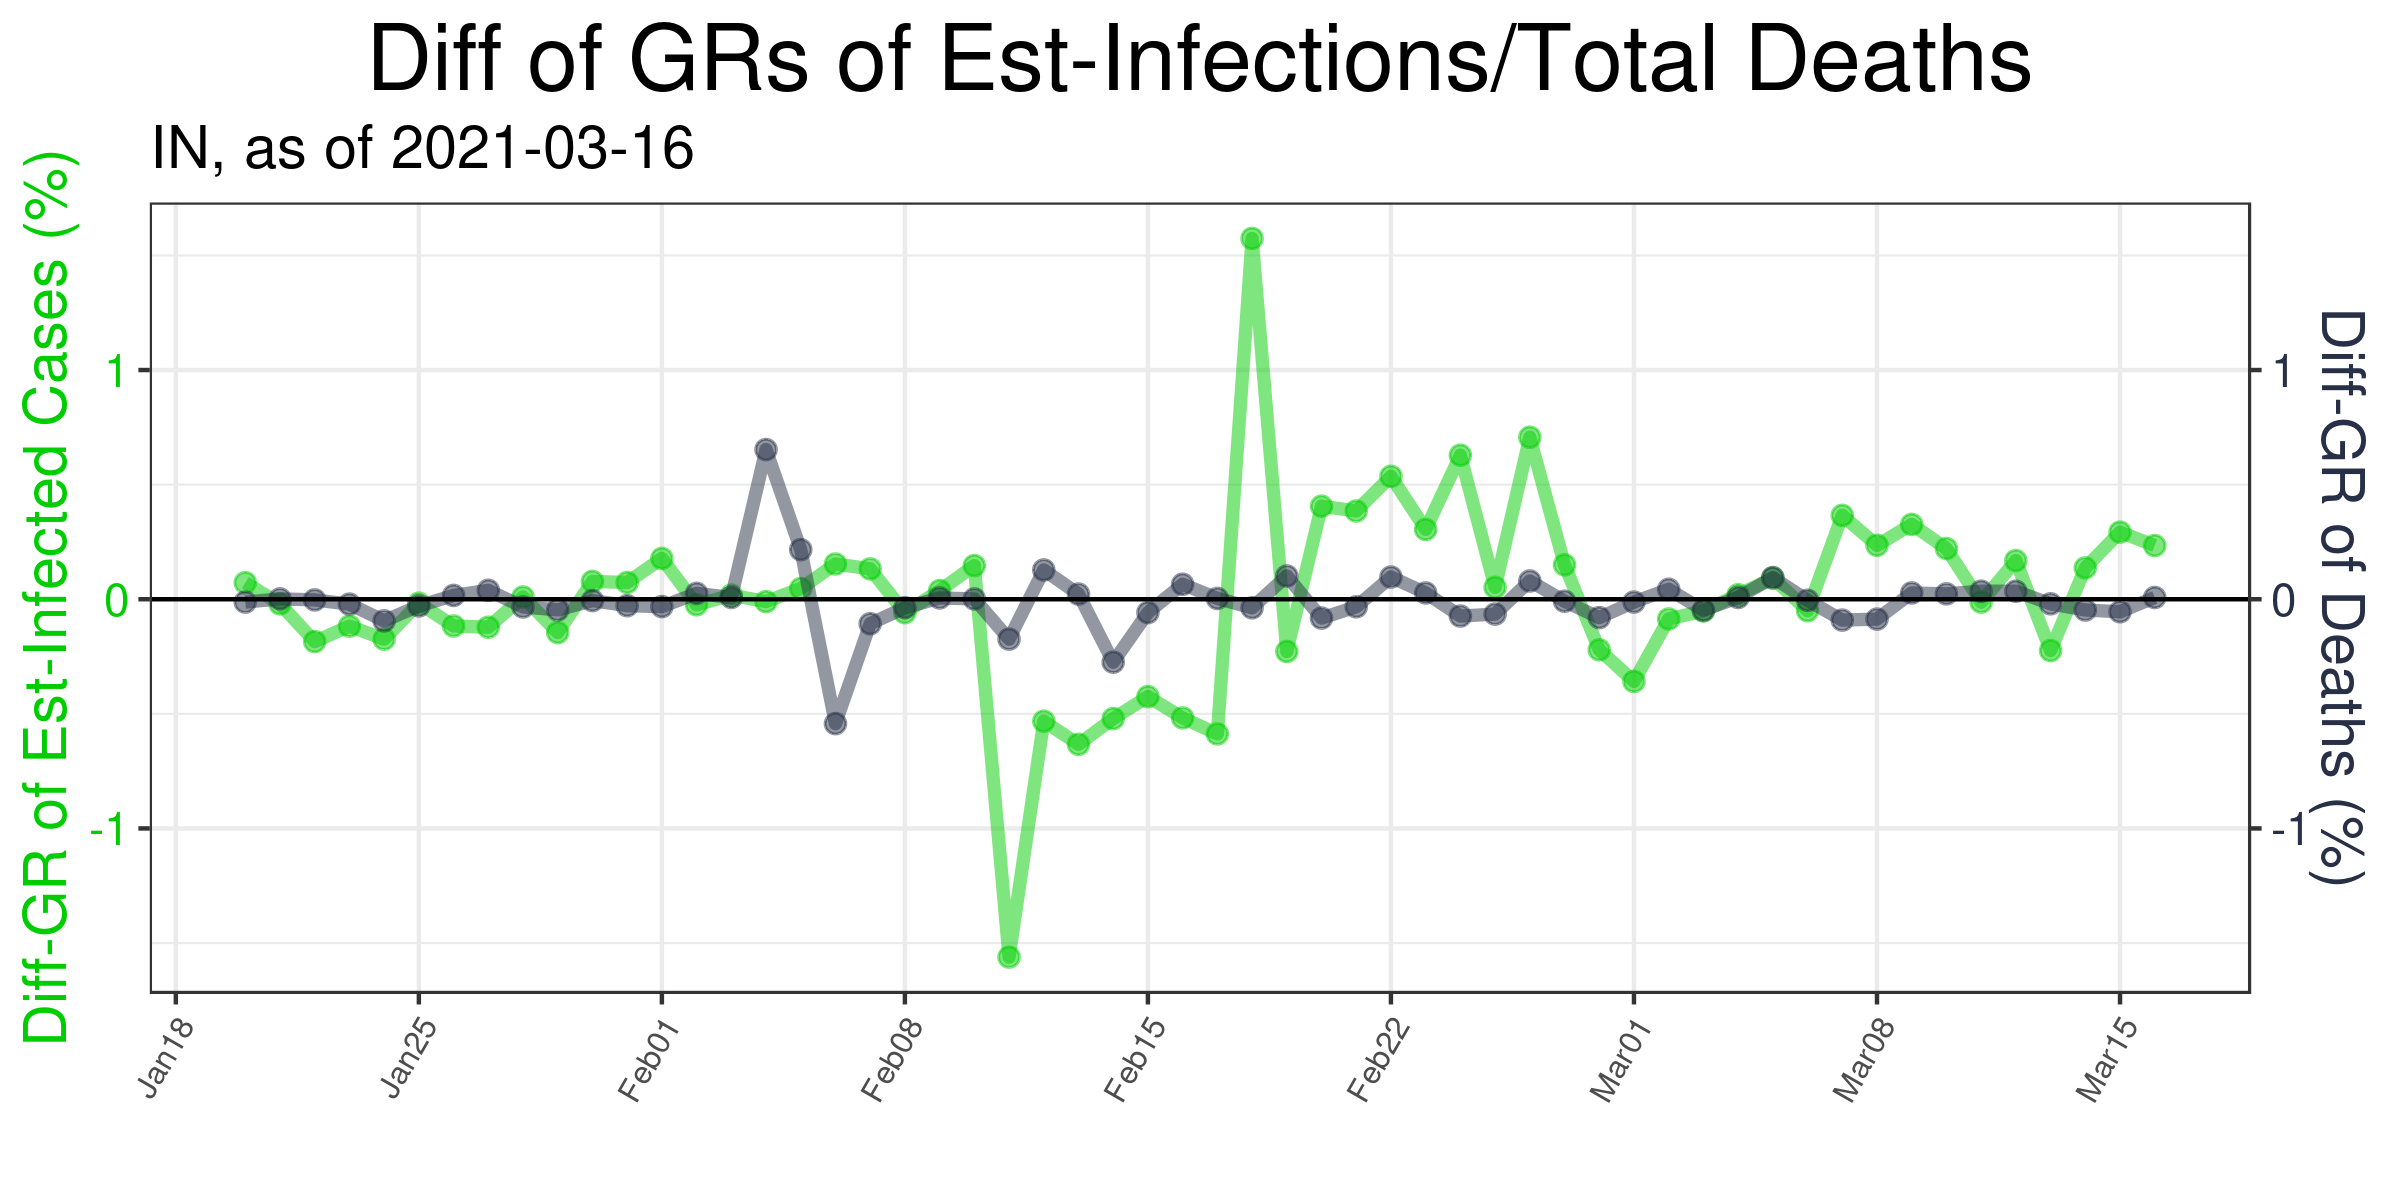 Diff of GRs of Est-Infections/Total Deaths
IN, as of 2021-03-16
Diff-GR of Est-Infected Cases (%)
1
0
-1
1
0
-1
Diff-GR of Deaths (%)
Jan18
Jan25
Feb01
Feb08
Feb15
Feb22
Mar01
Mar08
Mar15